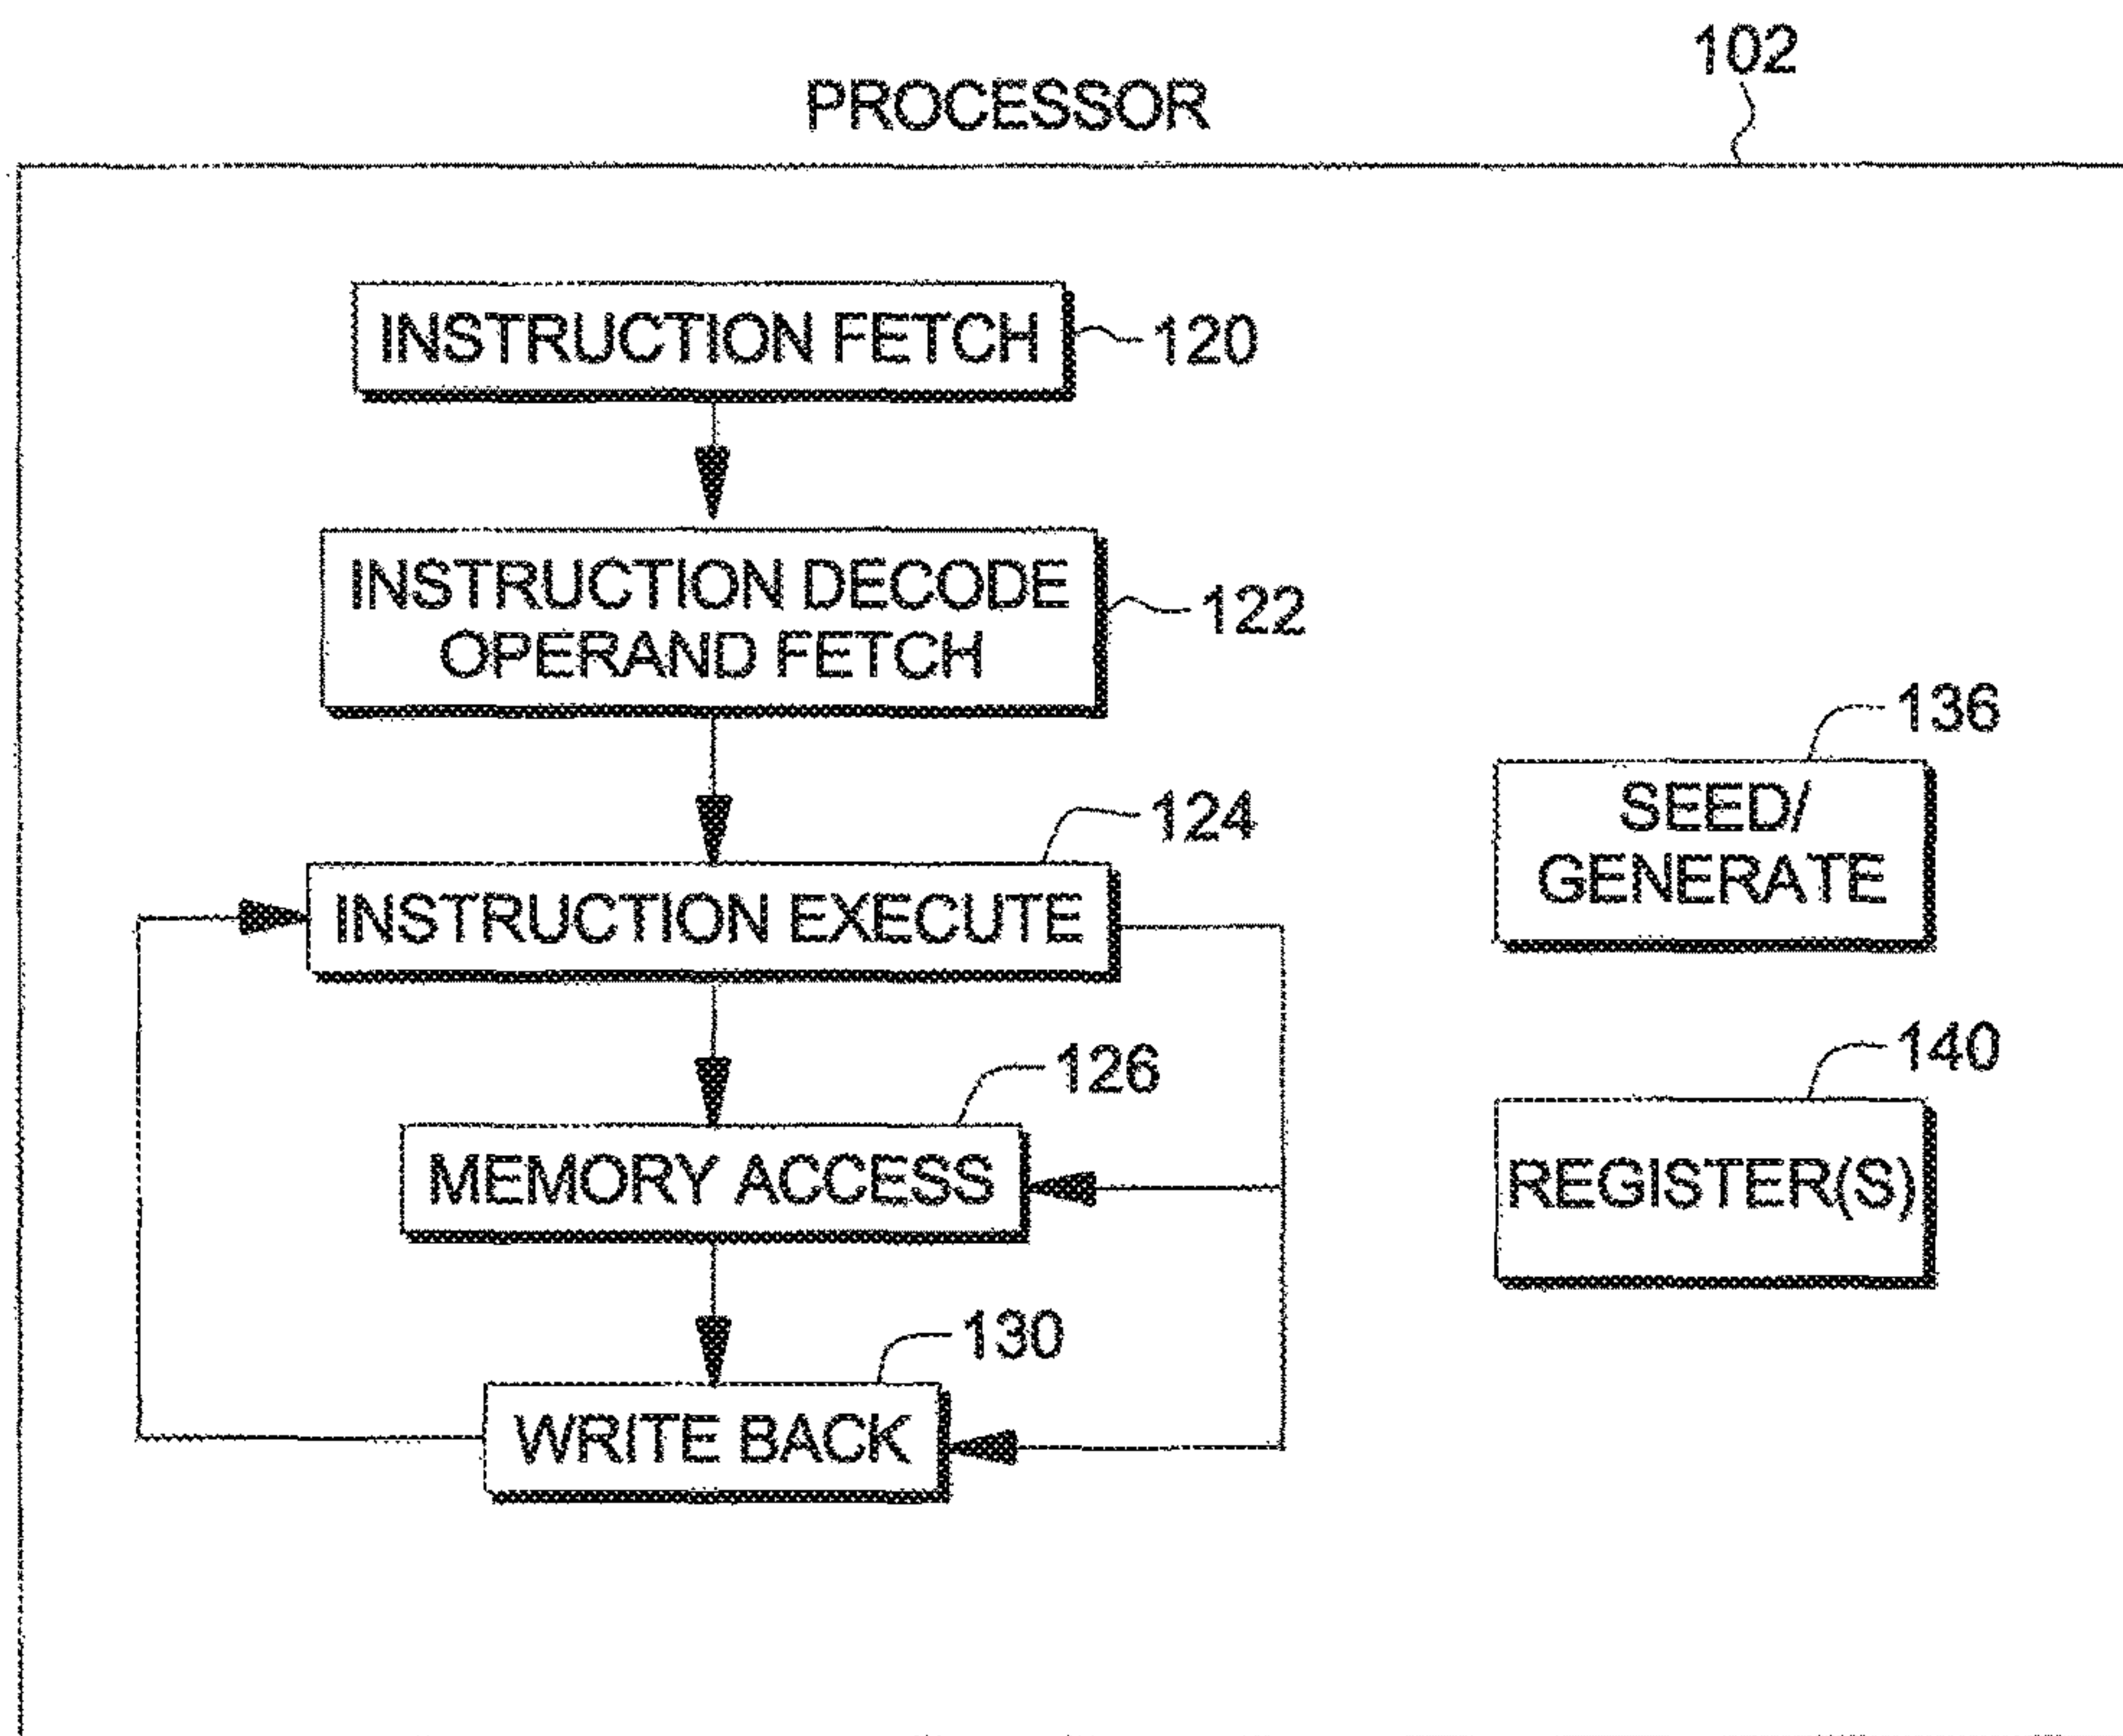 102
PROCESSOR
INSTRUCTION FETCH
120
INSTRUCTION DECODE
OPERAND FETCH
122
136
SEED/
GENERATE
124
INSTRUCTION EXECUTE
140
REGISTER(S)
126
MEMORY ACCESS
130
WRITE BACK